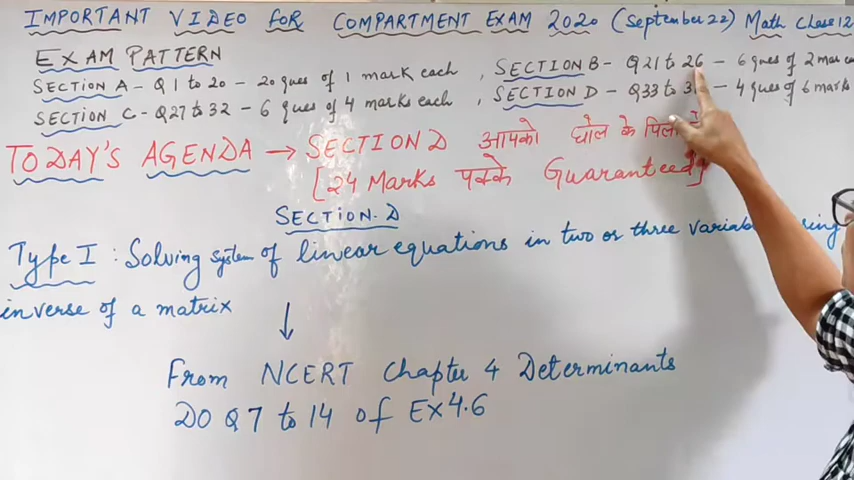 IMPORTANT VIDEO FOR COMPARTMENT EXAM 2020 (September 22) Math Class 12
EXAM PATTERN
SECTION A - Q 1 to 20 - 20 ques of 1 mark each , SECTION B - Q21 to 26 - 6 ques of 2 mar
SECTION C - Q27 to 32 - 6 ques of 4 marks each , SECTION D - Q33 to - 4 ques of 6 marks
TODAY'S AGENDA → SECTION D आपको घोल के
[24 Marks पक्के Guaranteed]
SECTION-D
Type I : Solving system of linear equations in two or three using
inverse of a matrix
↓
From NCERT Chapter 4 Determinants
DO Q 7 to 14 of Ex 4.6